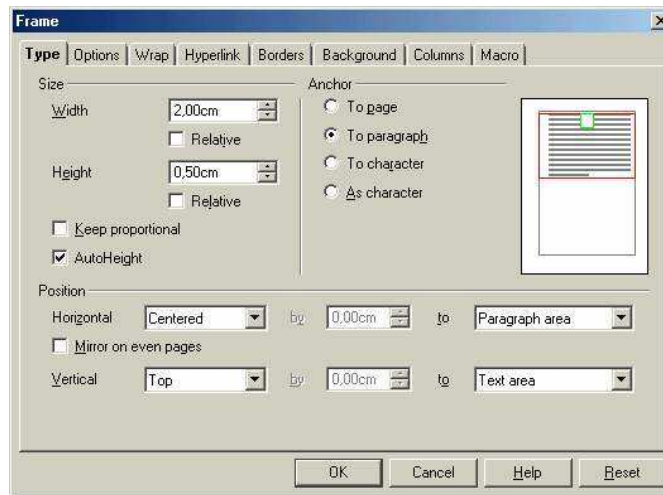 Frame
Type Options Wrap Hyperlink Borders Background Columns Macro
Size
Width 2,00cm
Relative
Height 0,50cm
Relative
Keep proportional
AutoHeight
Anchor
To page
To paragraph
To character
As character
Position
Horizontal Centered by 0,00cm to Paragraph area
Mirror on even pages
Vertical Top by 0,00cm to Text area
OK Cancel Help Reset